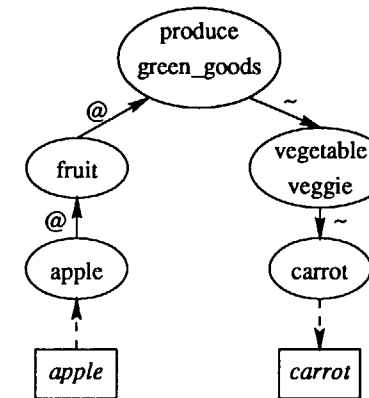 produce
green_goods
@
~
fruit
vegetable
veggie
@
~
apple
carrot
apple
carrot